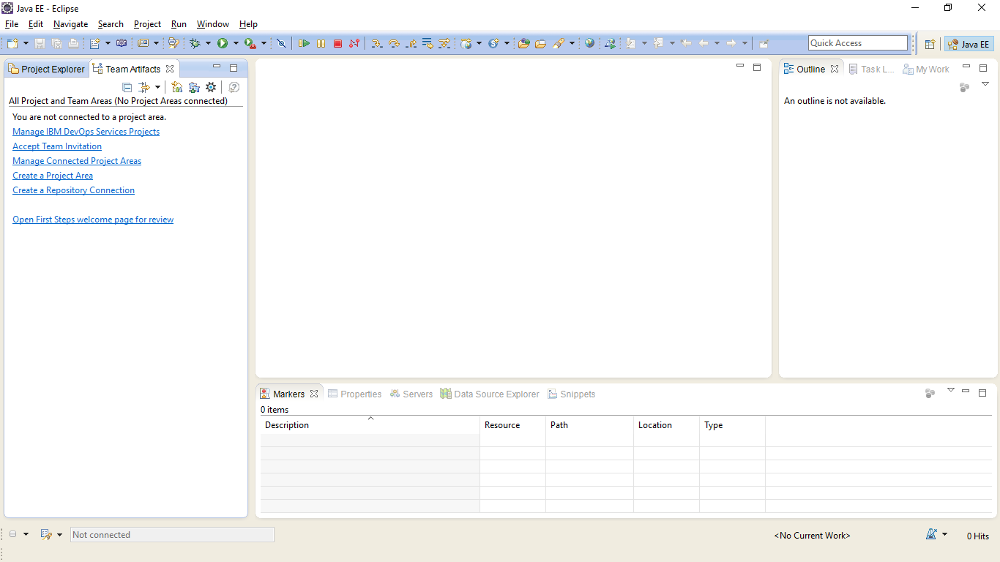 Java EE - Eclipse
File Edit Navigate Search Project Run Window Help
Quick Access
Java EE
Project Explorer Team Artifacts
All Project and Team Areas (No Project Areas connected)
You are not connected to a project area.
Manage IBM DevOps Services Projects
Accept Team Invitation
Manage Connected Project Areas
Create a Project Area
Create a Repository Connection
Open First Steps welcome page for review
Outline Task L... My Work
An outline is not available.
Markers Properties Servers Data Source Explorer Snippets
0 items
Description Resource Path Location Type
Not connected
<No Current Work>
0 Hits